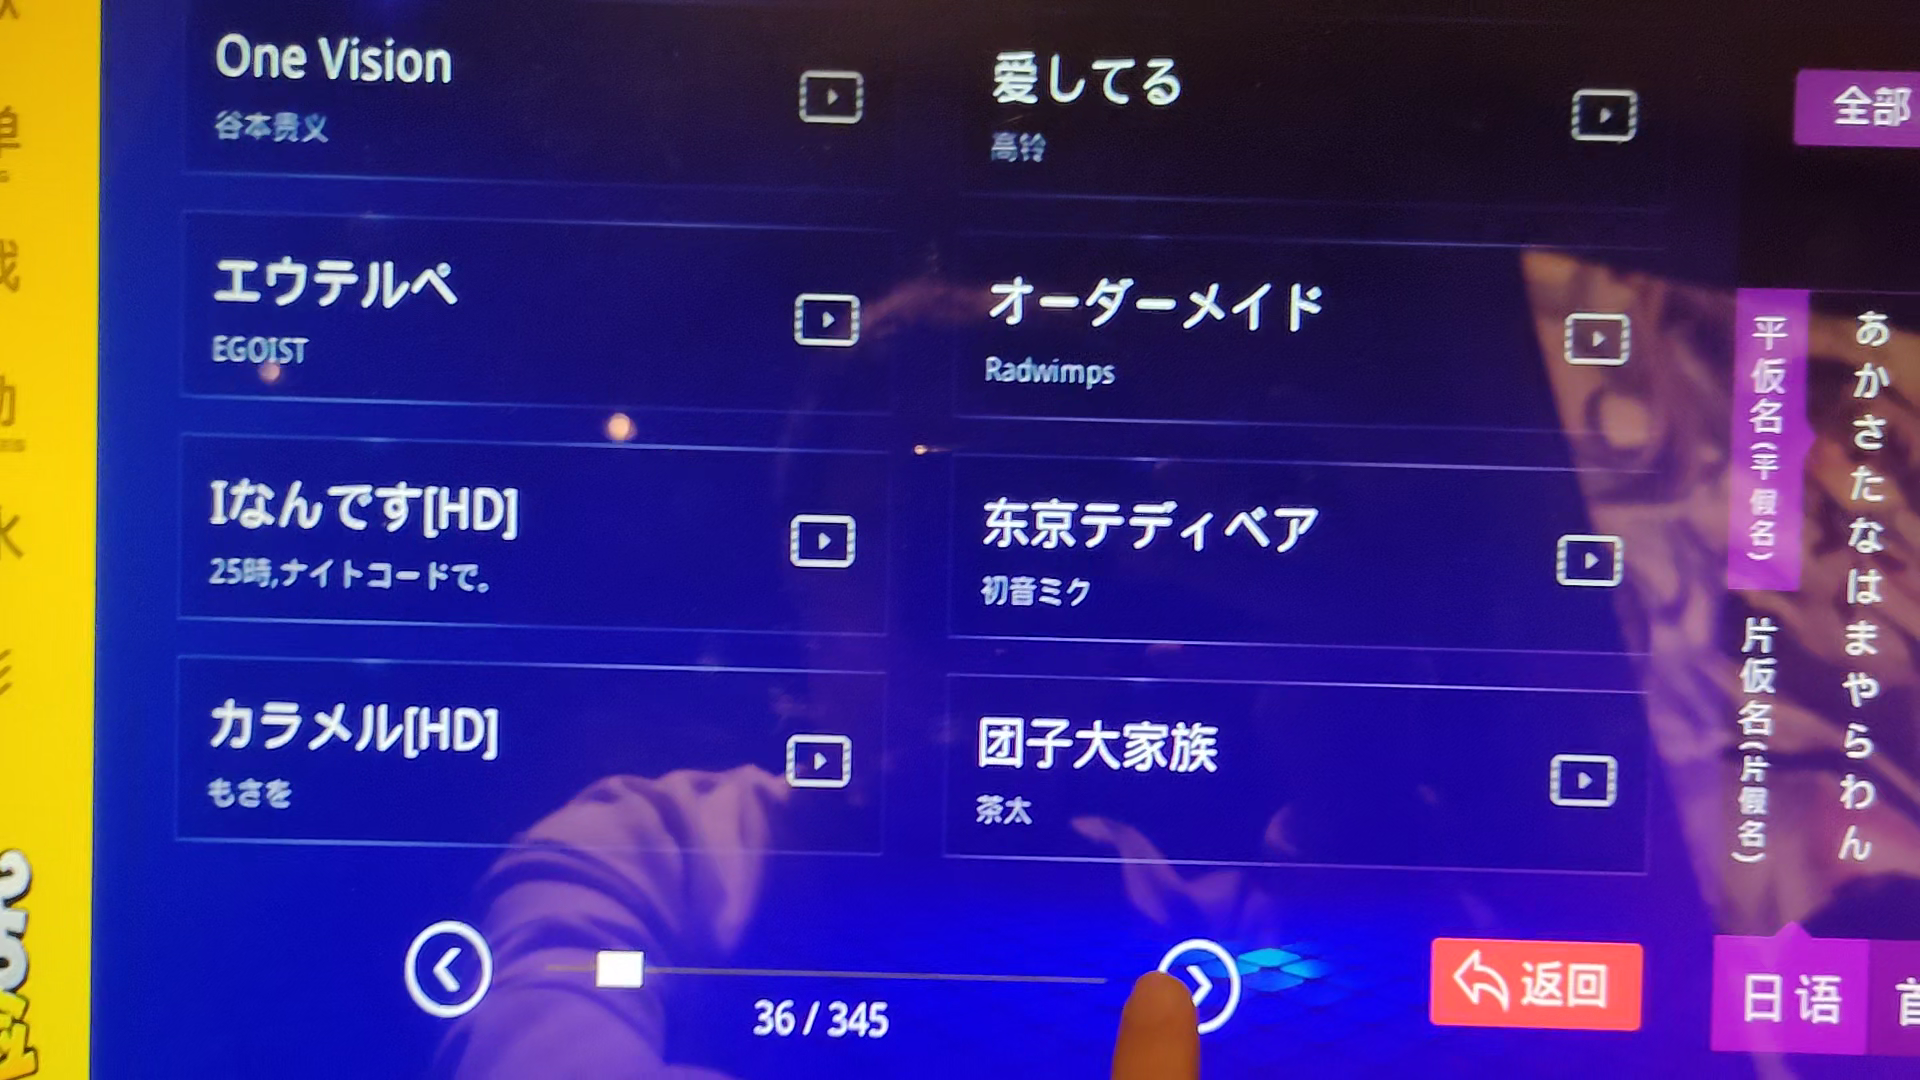 One Vision
谷本贵义
爱してる
高铃
全部
エウテルペ
EGOIST
オーダーメイド
Radwimps
Iなんです[HD]
25時,ナイトコードで。
东京テディベア
初音ミク
カラメル[HD]
もさを
团子大家族
茶太
平仮名(平假名)
片仮名(片假名)
あかさたなはまやらわん
36 / 345
返回
日语